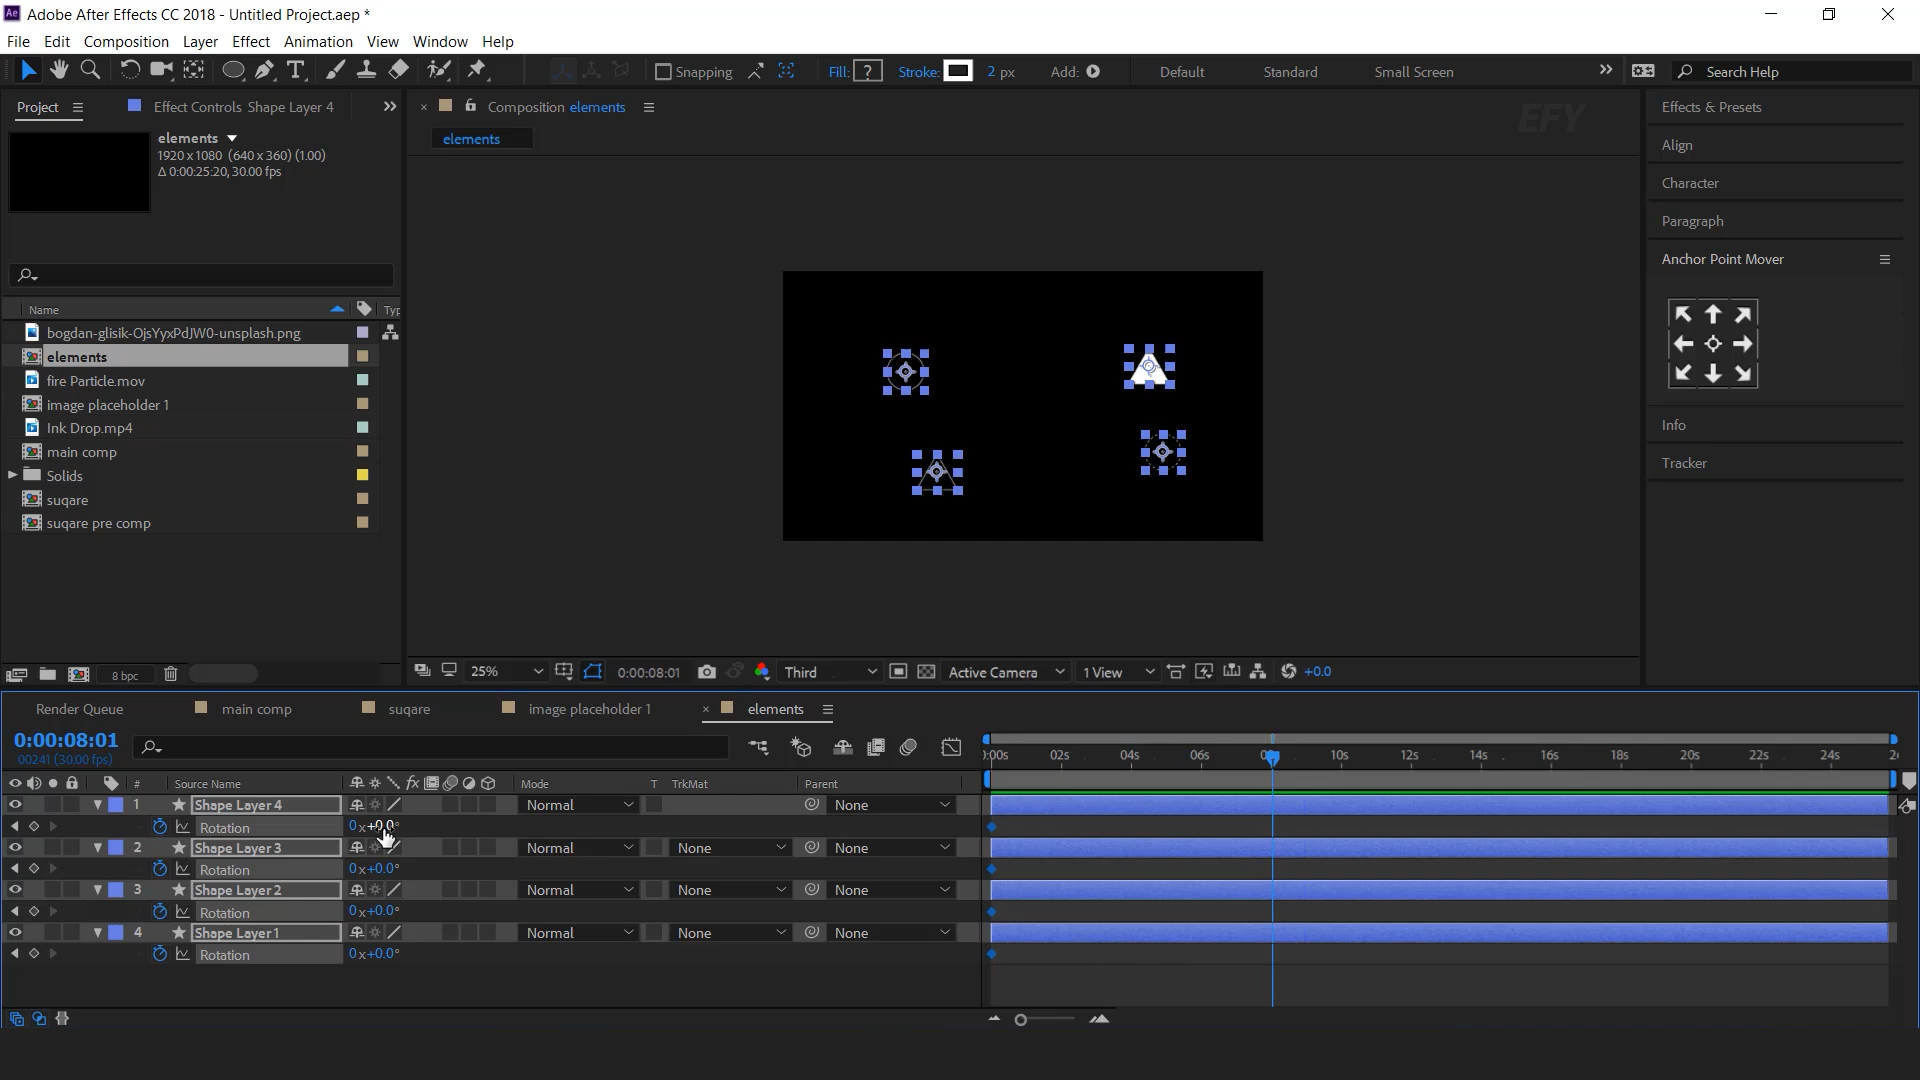 Ae Adobe After Effects CC 2018 - Untitled Project.aep *
File Edit Composition Layer Effect Animation View Window Help
T Snapping Fill: ? Stroke: 2 px Add: Default Standard Small Screen Search Help
Project Effect Controls Shape Layer 4 × Composition elements EFY Effects & Presets
elements
elements
1920 x 1080 (640 x 360) (1.00)
Δ 0:00:25:20, 30.00 fps
Align
Character
Paragraph
Anchor Point Mover
Name Typ
bogdan-glisik-OjsYyxPdJW0-unsplash.png
elements
fire Particle.mov
image placeholder 1
Ink Drop.mp4
Info
main comp
Tracker
Solids
suqare
suqare pre comp
8 bpc 25% 0:00:08:01 Third Active Camera 1 View +0.0
Render Queue main comp suqare image placeholder 1 × elements
0:00:08:01
00241 (30.00 fps)
):00s 02s 04s 06s 10s 12s 14s 16s 18s 20s 22s 24s
# Source Name fx Mode T TrkMat Parent
1 Shape Layer 4 Normal None
Rotation 0x+0.0°
2 Shape Layer 3 Normal None None
Rotation 0x+0.0°
3 Shape Layer 2 Normal None None
Rotation 0x+0.0°
4 Shape Layer 1 Normal None None
Rotation 0x+0.0°